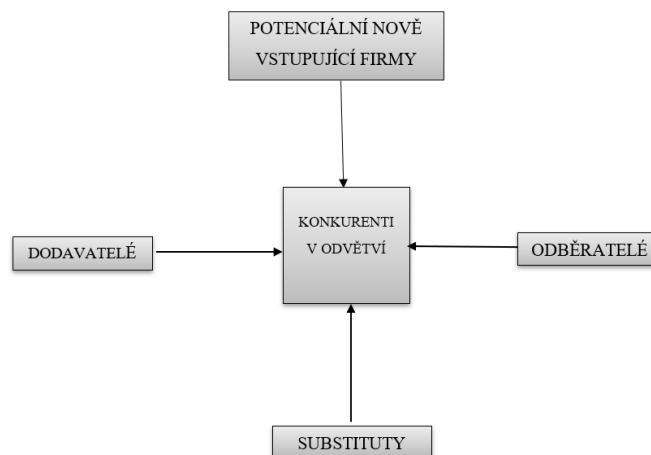 POTENCIÁLNÍ NOVĚ
VSTUPUJÍCÍ FIRMY
KONKURENTI
V ODVĚTVÍ
DODAVATELÉ
ODBĚRATELÉ
SUBSTITUTY